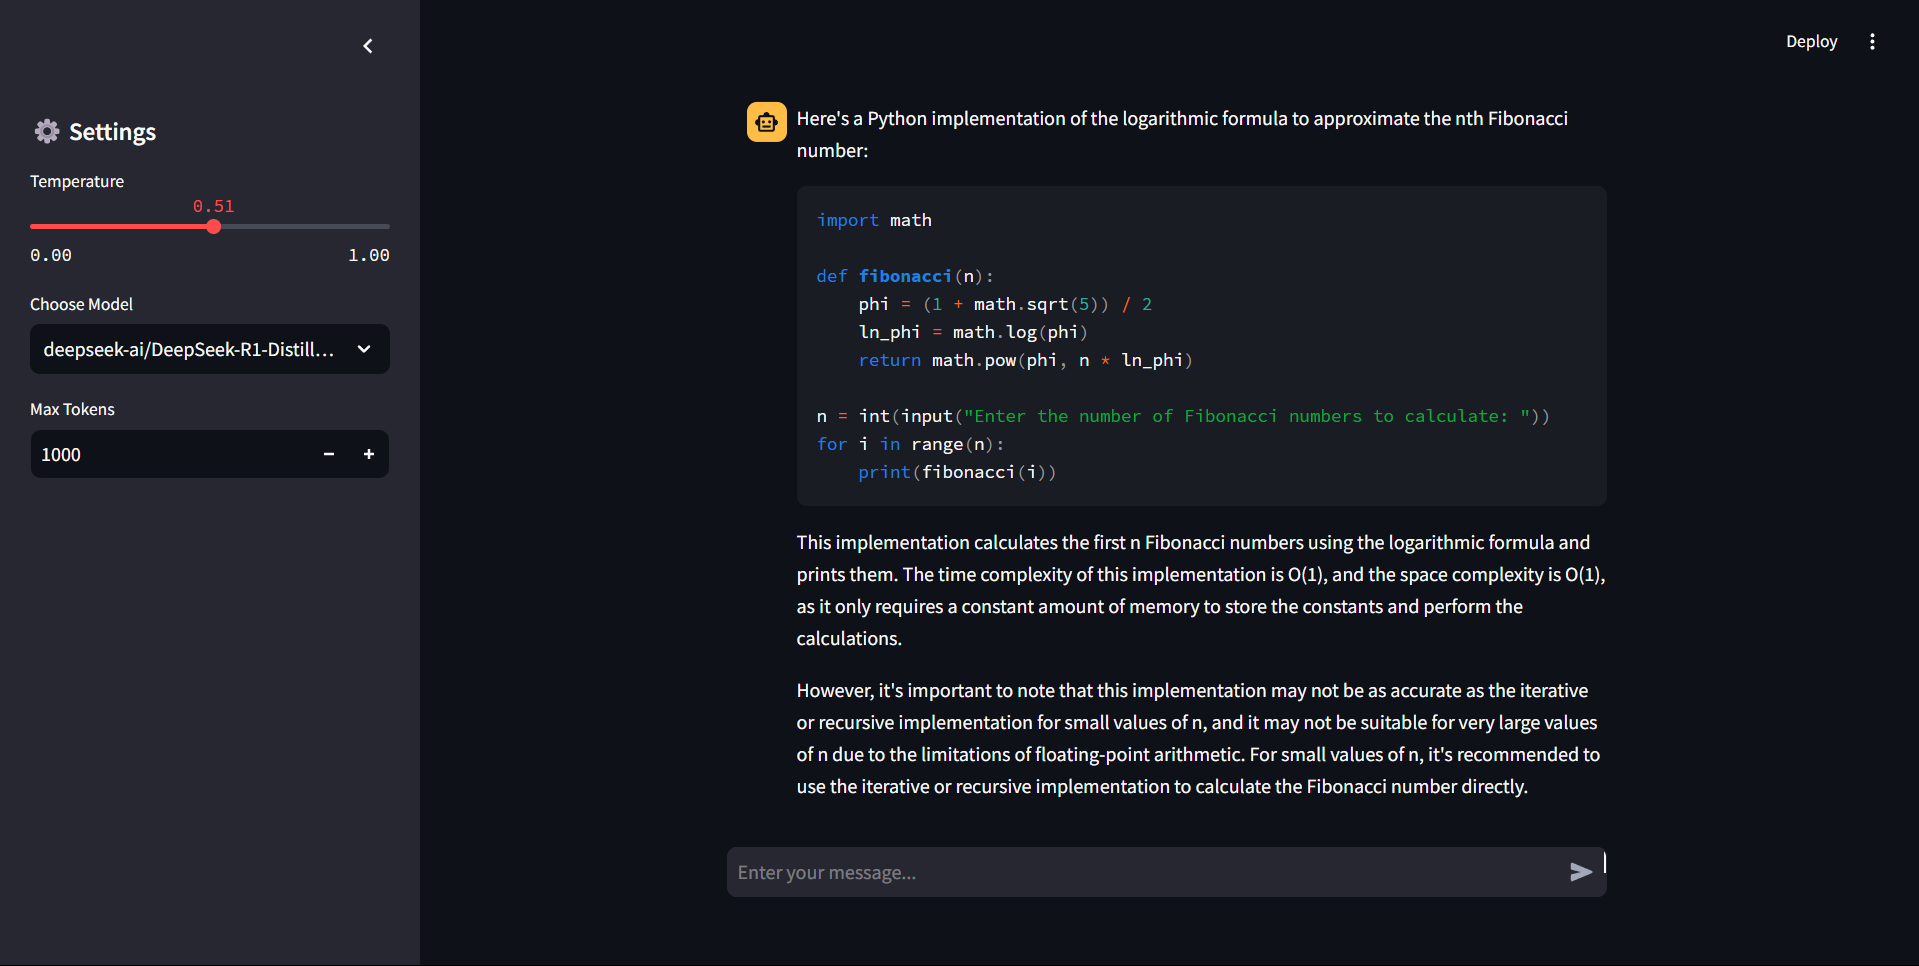 Deploy
Settings
Temperature
0.51
0.00 1.00
Choose Model
deepseek-ai/DeepSeek-R1-Distill...
Max Tokens
1000 - +
Here's a Python implementation of the logarithmic formula to approximate the nth Fibonacci
number:
import math
def fibonacci(n):
    phi = (1 + math.sqrt(5)) / 2
    ln_phi = math.log(phi)
    return math.pow(phi, n * ln_phi)
n = int(input("Enter the number of Fibonacci numbers to calculate: "))
for i in range(n):
    print(fibonacci(i))
This implementation calculates the first n Fibonacci numbers using the logarithmic formula and
prints them. The time complexity of this implementation is O(1), and the space complexity is O(1),
as it only requires a constant amount of memory to store the constants and perform the
calculations.
However, it's important to note that this implementation may not be as accurate as the iterative
or recursive implementation for small values of n, and it may not be suitable for very large values
of n due to the limitations of floating-point arithmetic. For small values of n, it's recommended to
use the iterative or recursive implementation to calculate the Fibonacci number directly.
Enter your message...